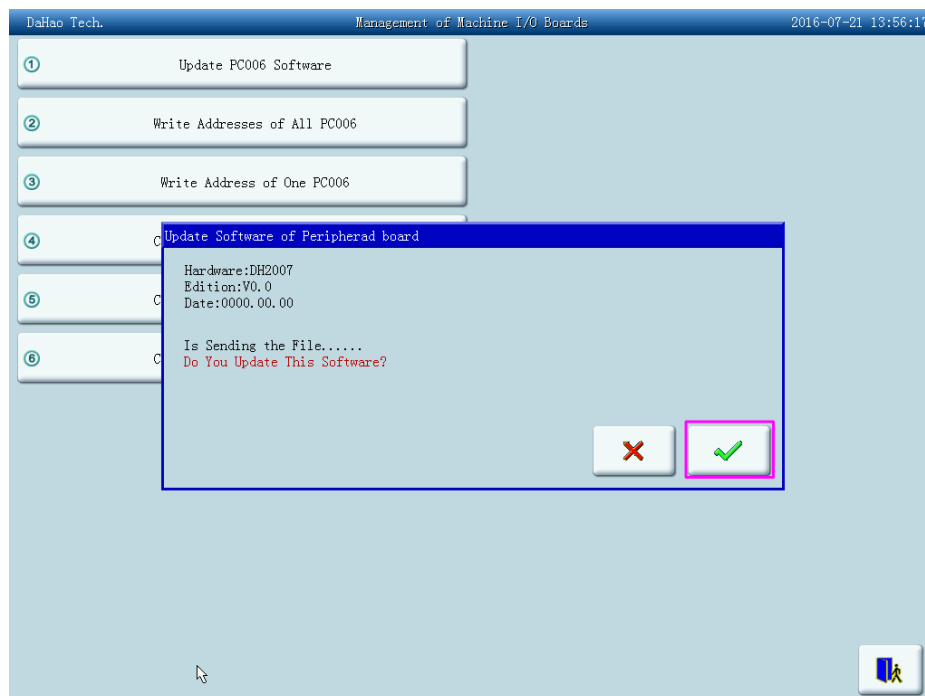 DaHao Tech. Management of Machine I/O Boards 2016-07-21 13:56:17
1 Update PC006 Software
2 Write Addresses of All PC006
3 Write Address of One PC006
4 C
5 C
6 C
Update Software of Peripherad board
Hardware:DH2007
Edition:V0.0
Date:0000.00.00
Is Sending the File......
Do You Update This Software?